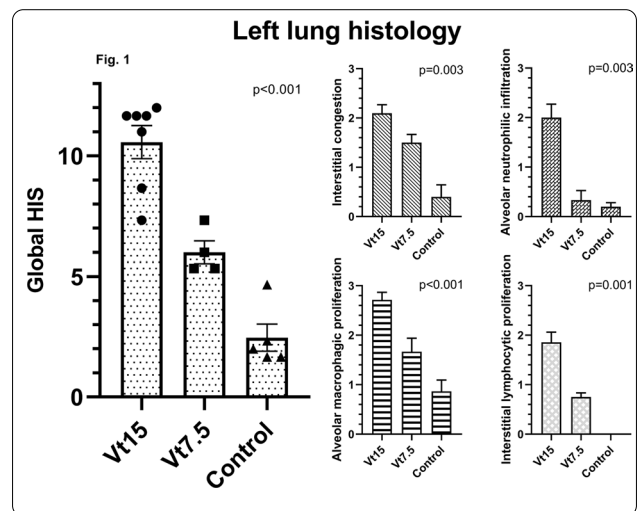 Left lung histology
Fig. 1
p<0.001
Global HIS
10
5
0
Vt15
Vt7.5
Control
p=0.003
Interstitial congestion
3
2
1
0
Vt15
Vt7.5
Control
p=0.003
Alveolar neutrophilic infiltration
3
2
1
0
Vt15
Vt7.5
Control
p<0.001
Alveolar macrophagic proliferation
3
2
1
0
Vt15
Vt7.5
Control
p=0.001
Interstitial lymphocytic proliferation
3
2
1
0
Vt15
Vt7.5
Control